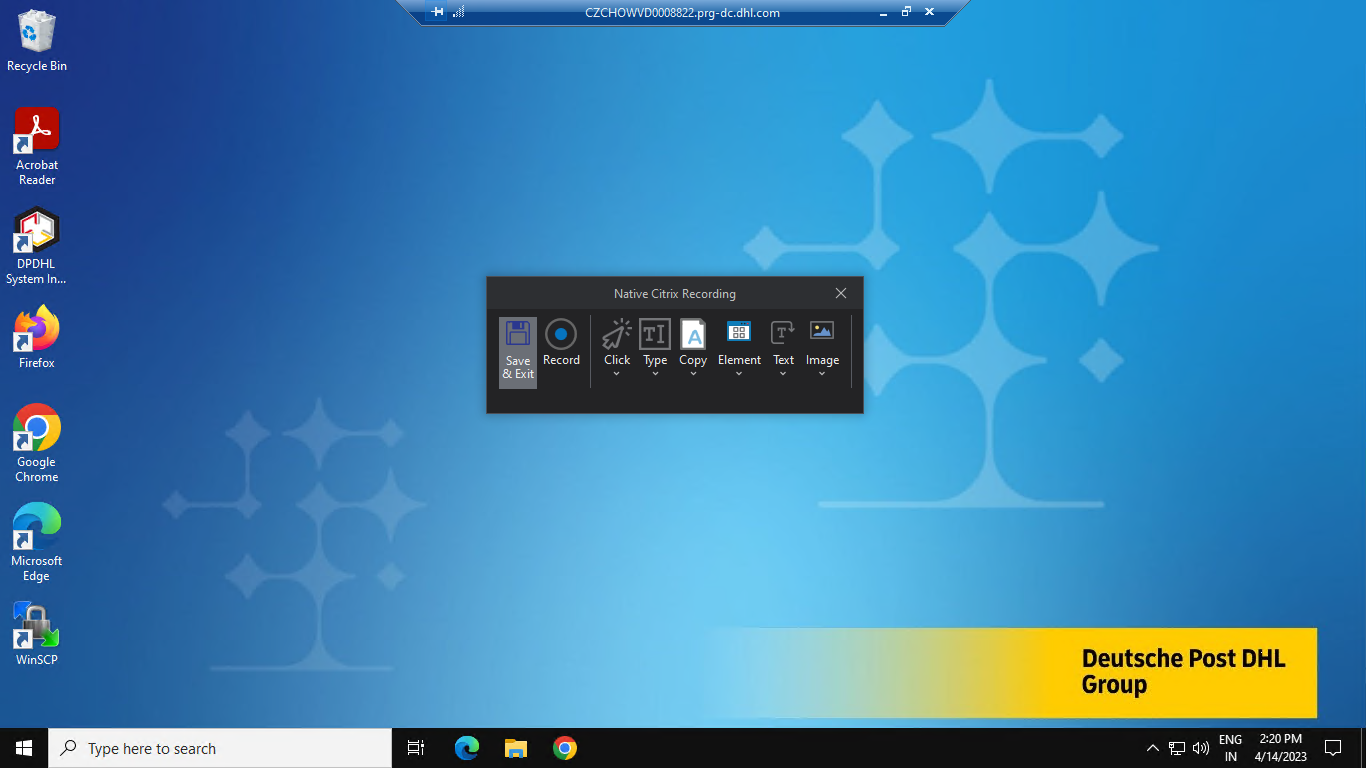 CZCHOWVD0008822.prg-dc.dhl.com
Recycle Bin
Acrobat
Reader
DPDHL
System In...
Firefox
Google
Chrome
Microsoft
Edge
WinSCP
Native Citrix Recording
Save
& Exit
Record
Click
Type
Copy
Element
Text
Image
Deutsche Post DHL
Group
Type here to search
ENG
IN
2:20 PM
4/14/2023